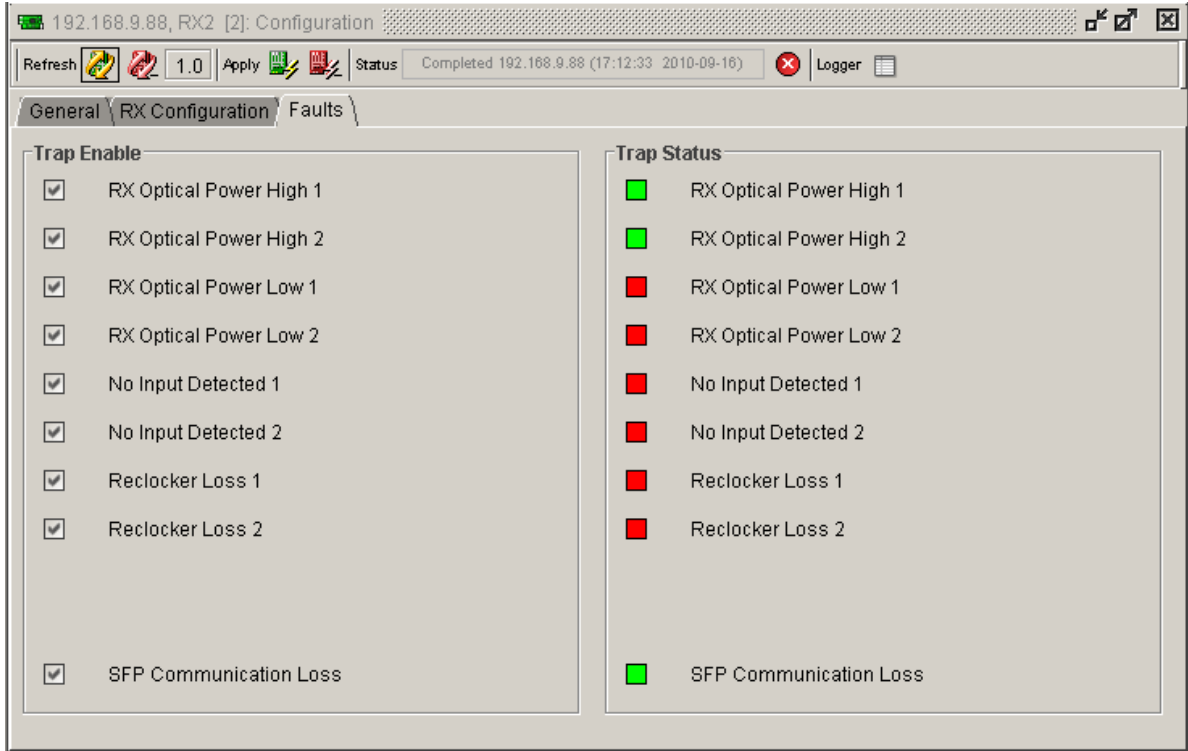 192.168.9.88, RX2 [2]: Configuration
Refresh 1.0 Apply Status Completed 192.168.9.88 (17:12:33 2010-09-16) Logger
General RX Configuration Faults
Trap Enable
RX Optical Power High 1
RX Optical Power High 2
RX Optical Power Low 1
RX Optical Power Low 2
No Input Detected 1
No Input Detected 2
Reclocker Loss 1
Reclocker Loss 2
SFP Communication Loss
Trap Status
RX Optical Power High 1
RX Optical Power High 2
RX Optical Power Low 1
RX Optical Power Low 2
No Input Detected 1
No Input Detected 2
Reclocker Loss 1
Reclocker Loss 2
SFP Communication Loss